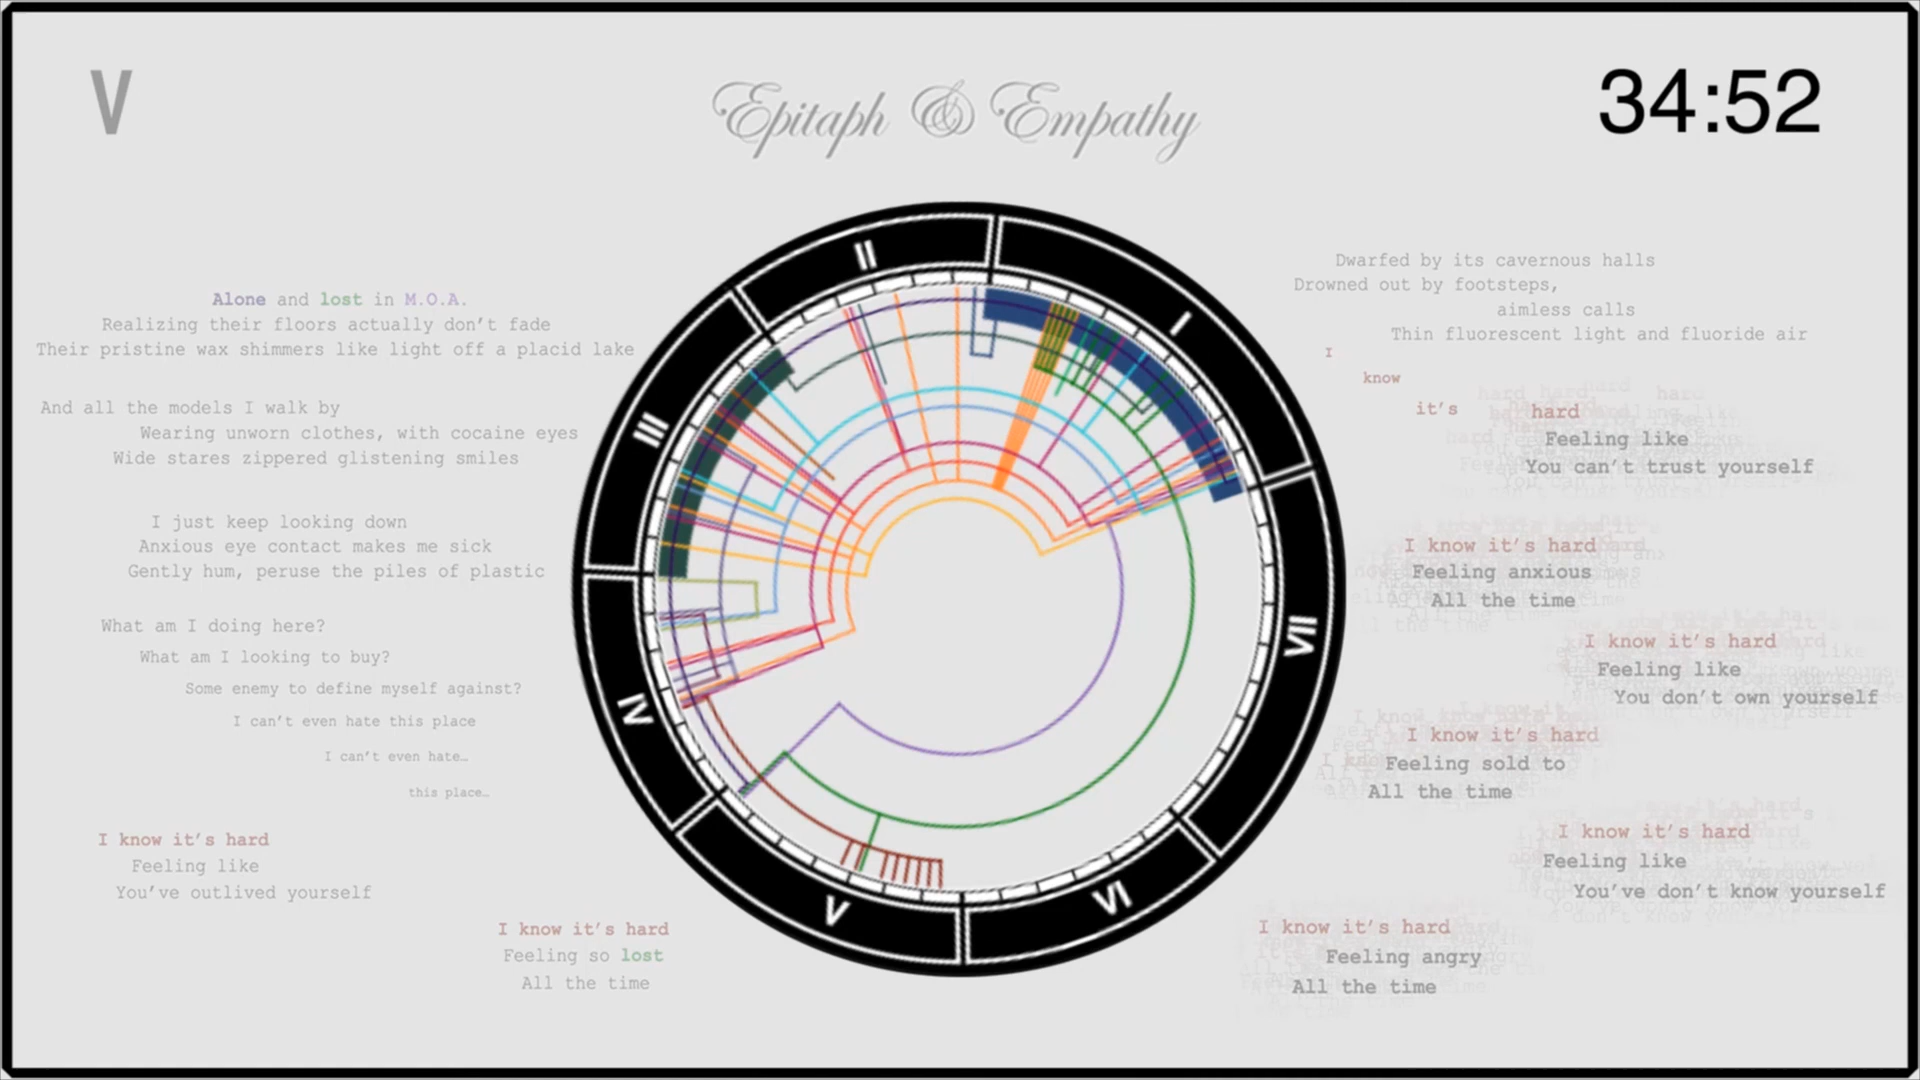 V
Epitaph & Empathy
34:52
Alone and lost in M.O.A.
Realizing their floors actually don't fade
Their pristine wax shimmers like light off a placid lake
And all the models I walk by
Wearing unworn clothes, with cocaine eyes
Wide stares zippered glistening smiles
I just keep looking down
Anxious eye contact makes me sick
Gently hum, peruse the piles of plastic
What am I doing here?
What am I looking to buy?
Some enemy to define myself against?
I can't even hate this place
I can't even hate…
this place…
I know it's hard
Feeling like
You've outlived yourself
I know it's hard
Feeling so lost
All the time
I
II
III
IV
V
VI
VII
Dwarfed by its cavernous halls
Drowned out by footsteps,
aimless calls
Thin fluorescent light and fluoride air
I
know
it's
hard
Feeling like
You can't trust yourself
I know it's hard
Feeling anxious
All the time
I know it's hard
Feeling like
You don't own yourself
I know it's hard
Feeling sold to
All the time
I know it's hard
Feeling like
You've don't know yourself
I know it's hard
Feeling angry
All the time